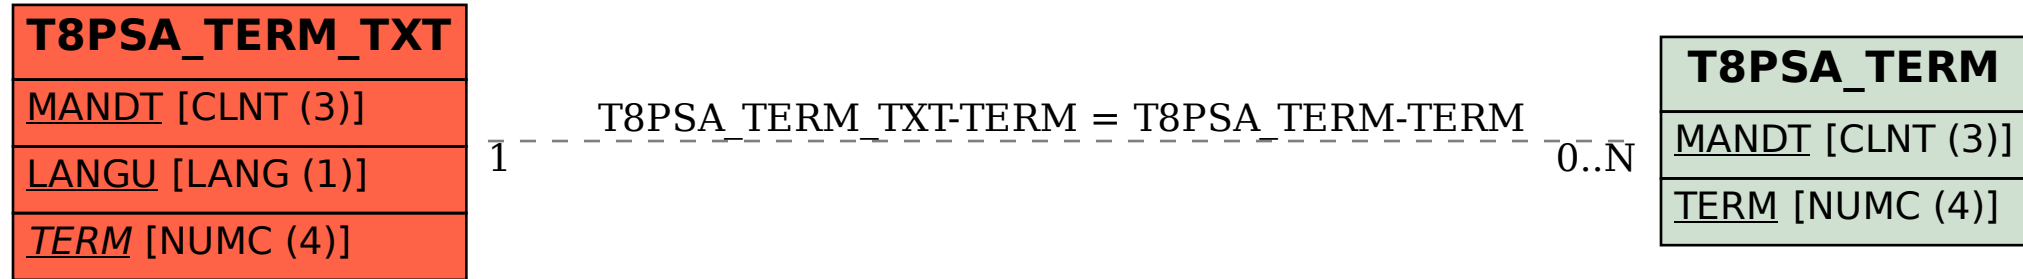 T8PSA_TERM_TXT
MANDT [CLNT (3)]
LANGU [LANG (1)]
TERM [NUMC (4)]
T8PSA_TERM_TXT-TERM = T8PSA_TERM-TERM
1
0..N
T8PSA_TERM
MANDT [CLNT (3)]
TERM [NUMC (4)]